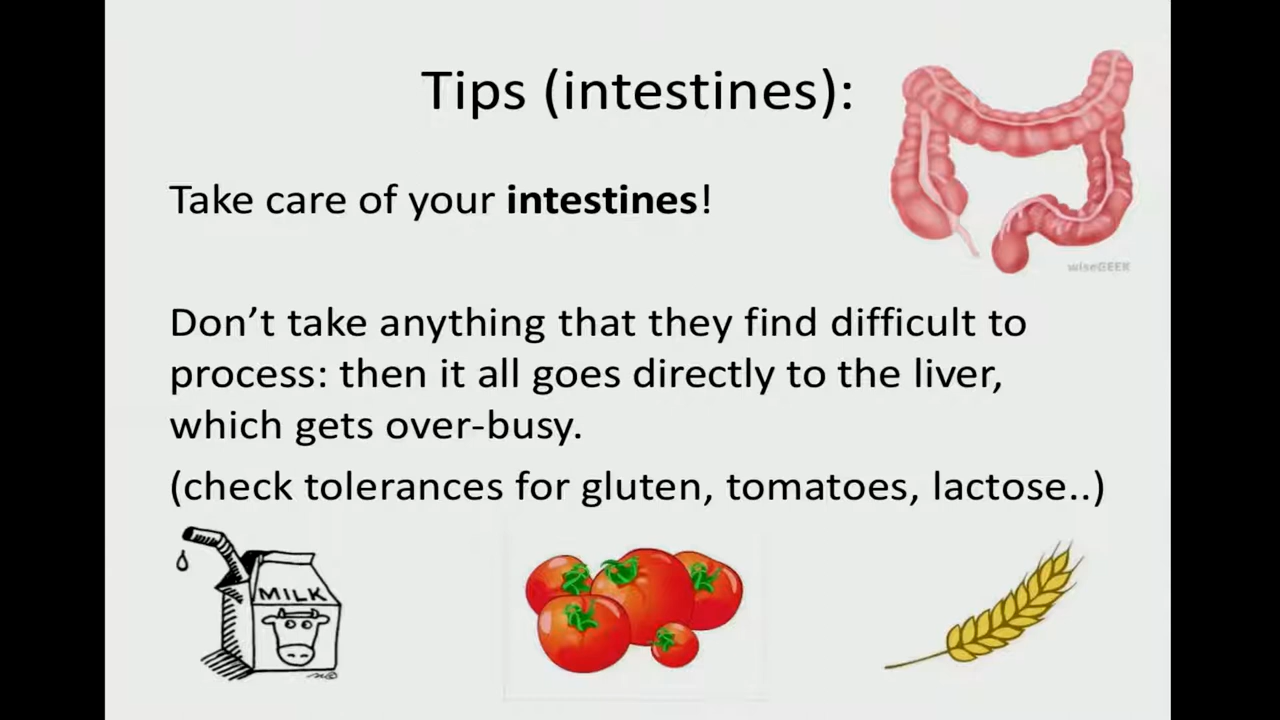 Tips (intestines):
Take care of your intestines!
wiseGEEK
Don’t take anything that they find difficult to
process: then it all goes directly to the liver,
which gets over-busy.
(check tolerances for gluten, tomatoes, lactose..)
MILK